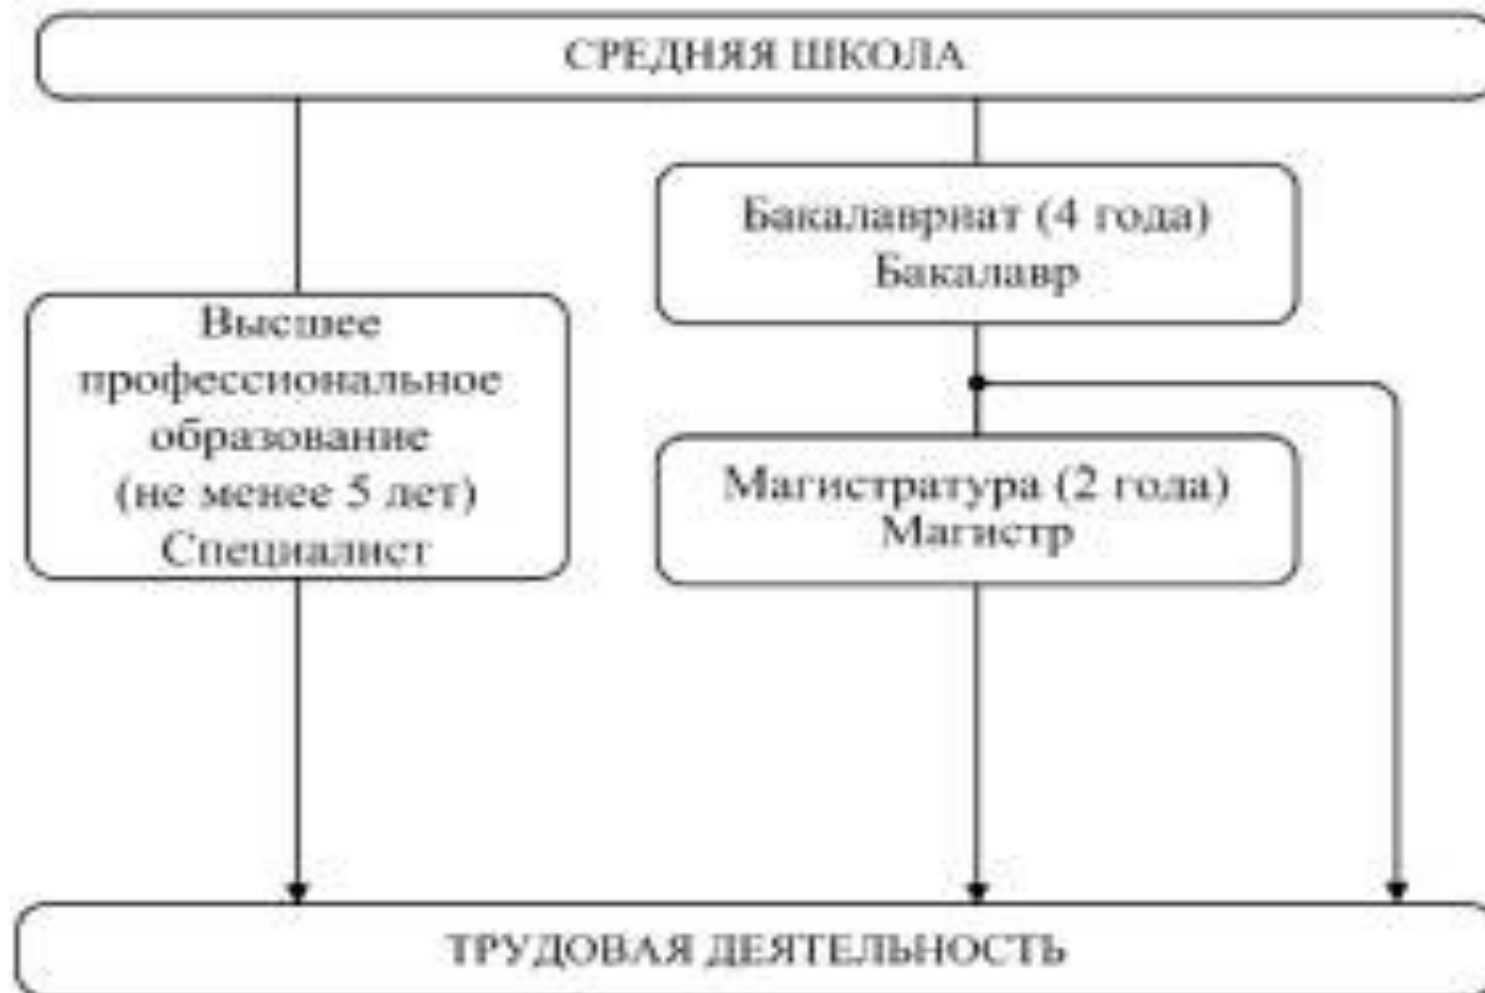 СРЕДНЯЯ ШКОЛА
Бакалавриат (4 года)
Бакалавр
Высшее
профессиональное
образование
(не менее 5 лет)
Специалист
Магистратура (2 года)
Магистр
ТРУДОВАЯ ДЕЯТЕЛЬНОСТЬ